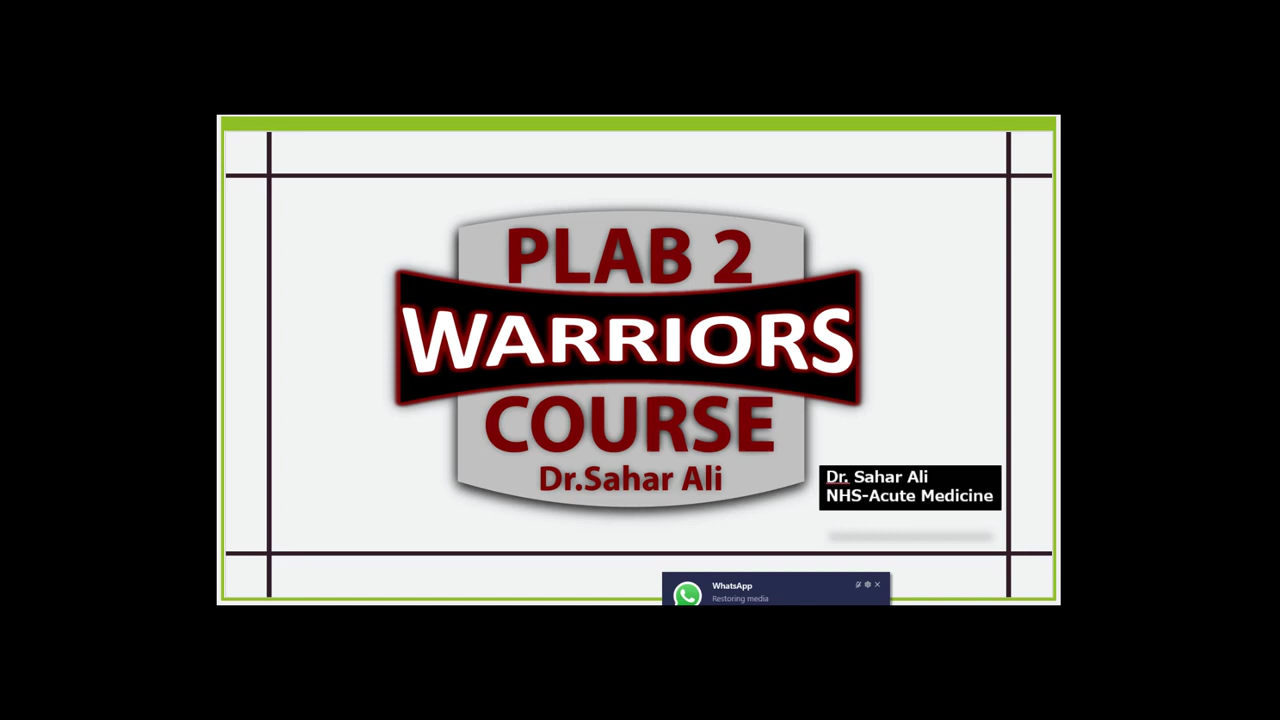 PLAB 2
WARRIORS
COURSE
Dr.Sahar Ali
Dr. Sahar Ali
NHS-Acute Medicine
WhatsApp
Restoring media